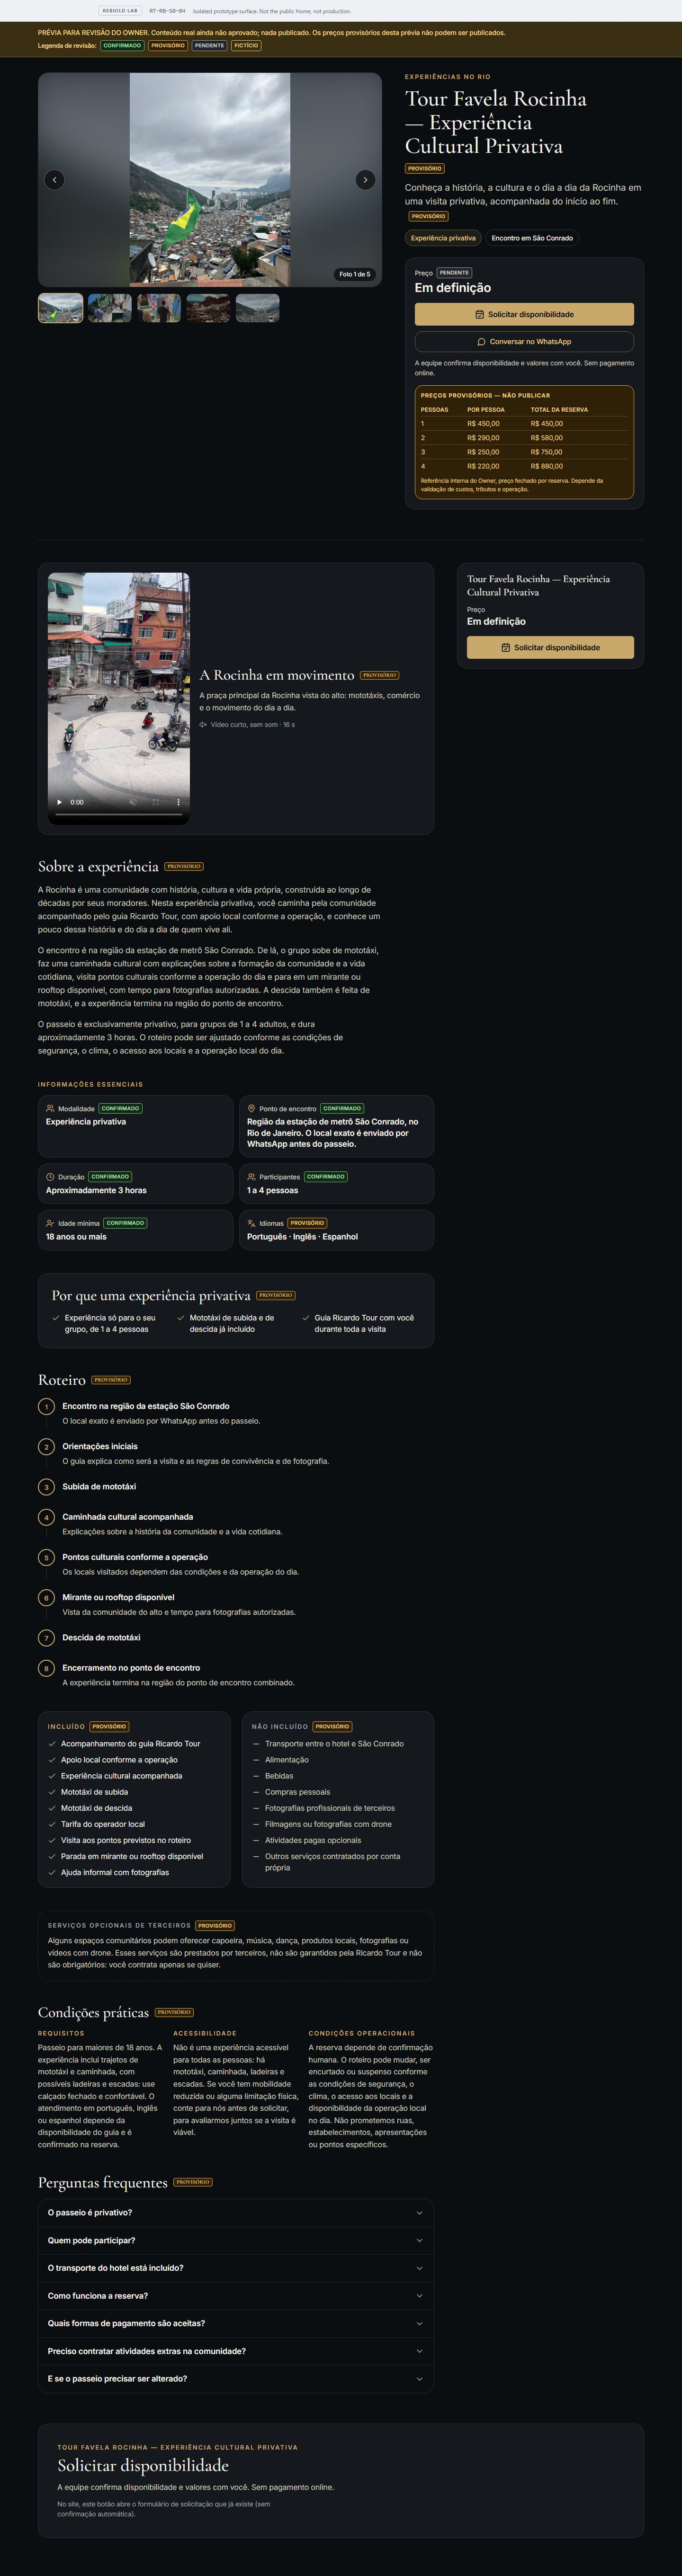 REBUILD LAB RT-RB-50-04 Isolated prototype surface. Not the public Home, not production.
PRÉVIA PARA REVISÃO DO OWNER. Conteúdo real ainda não aprovado; nada publicado. Os preços provisórios desta prévia não podem ser publicados.
Legenda de revisão: CONFIRMADO PROVISÓRIO PENDENTE FICTÍCIO
Foto 1 de 5
EXPERIÊNCIAS NO RIO
Tour Favela Rocinha
— Experiência
Cultural Privativa
PROVISÓRIO
Conheça a história, a cultura e o dia a dia da Rocinha em
uma visita privativa, acompanhada do início ao fim.
PROVISÓRIO
Experiência privativa Encontro em São Conrado
Preço PENDENTE
Em definição
Solicitar disponibilidade
Conversar no WhatsApp
A equipe confirma disponibilidade e valores com você. Sem pagamento
online.
PREÇOS PROVISÓRIOS — NÃO PUBLICAR
PESSOAS POR PESSOA TOTAL DA RESERVA
1 R$ 450,00 R$ 450,00
2 R$ 290,00 R$ 580,00
3 R$ 250,00 R$ 750,00
4 R$ 220,00 R$ 880,00
Referência interna do Owner, preço fechado por reserva. Depende da
validação de custos, tributos e operação.
0:00
A Rocinha em movimento PROVISÓRIO
A praça principal da Rocinha vista do alto: mototáxis, comércio
e o movimento do dia a dia.
Vídeo curto, sem som · 16 s
Tour Favela Rocinha — Experiência
Cultural Privativa
Preço
Em definição
Solicitar disponibilidade
Sobre a experiência PROVISÓRIO
A Rocinha é uma comunidade com história, cultura e vida própria, construída ao longo de
décadas por seus moradores. Nesta experiência privativa, você caminha pela comunidade
acompanhado pelo guia Ricardo Tour, com apoio local conforme a operação, e conhece um
pouco dessa história e do dia a dia de quem vive ali.
O encontro é na região da estação de metrô São Conrado. De lá, o grupo sobe de mototáxi,
faz uma caminhada cultural com explicações sobre a formação da comunidade e a vida
cotidiana, visita pontos culturais conforme a operação do dia e para em um mirante ou
rooftop disponível, com tempo para fotografias autorizadas. A descida também é feita de
mototáxi, e a experiência termina na região do ponto de encontro.
O passeio é exclusivamente privativo, para grupos de 1 a 4 adultos, e dura
aproximadamente 3 horas. O roteiro pode ser ajustado conforme as condições de
segurança, o clima, o acesso aos locais e a operação local do dia.
INFORMAÇÕES ESSENCIAIS
Modalidade CONFIRMADO
Experiência privativa
Ponto de encontro CONFIRMADO
Região da estação de metrô São Conrado, no
Rio de Janeiro. O local exato é enviado por
WhatsApp antes do passeio.
Duração CONFIRMADO
Aproximadamente 3 horas
Participantes CONFIRMADO
1 a 4 pessoas
Idade mínima CONFIRMADO
18 anos ou mais
Idiomas PROVISÓRIO
Português · Inglês · Espanhol
Por que uma experiência privativa PROVISÓRIO
Experiência só para o seu
grupo, de 1 a 4 pessoas
Mototáxi de subida e de
descida já incluído
Guia Ricardo Tour com você
durante toda a visita
Roteiro PROVISÓRIO
1 Encontro na região da estação São Conrado
O local exato é enviado por WhatsApp antes do passeio.
2 Orientações iniciais
O guia explica como será a visita e as regras de convivência e de fotografia.
3 Subida de mototáxi
4 Caminhada cultural acompanhada
Explicações sobre a história da comunidade e a vida cotidiana.
5 Pontos culturais conforme a operação
Os locais visitados dependem das condições e da operação do dia.
6 Mirante ou rooftop disponível
Vista da comunidade do alto e tempo para fotografias autorizadas.
7 Descida de mototáxi
8 Encerramento no ponto de encontro
A experiência termina na região do ponto de encontro combinado.
INCLUÍDO PROVISÓRIO
Acompanhamento do guia Ricardo Tour
Apoio local conforme a operação
Experiência cultural acompanhada
Mototáxi de subida
Mototáxi de descida
Tarifa do operador local
Visita aos pontos previstos no roteiro
Parada em mirante ou rooftop disponível
Ajuda informal com fotografias
NÃO INCLUÍDO PROVISÓRIO
— Transporte entre o hotel e São Conrado
— Alimentação
— Bebidas
— Compras pessoais
— Fotografias profissionais de terceiros
— Filmagens ou fotografias com drone
— Atividades pagas opcionais
— Outros serviços contratados por conta
própria
SERVIÇOS OPCIONAIS DE TERCEIROS PROVISÓRIO
Alguns espaços comunitários podem oferecer capoeira, música, dança, produtos locais, fotografias ou
vídeos com drone. Esses serviços são prestados por terceiros, não são garantidos pela Ricardo Tour e não
são obrigatórios: você contrata apenas se quiser.
Condições práticas PROVISÓRIO
REQUISITOS
Passeio para maiores de 18 anos. A
experiência inclui trajetos de
mototáxi e caminhada, com
possíveis ladeiras e escadas: use
calçado fechado e confortável. O
atendimento em português, inglês
ou espanhol depende da
disponibilidade do guia e é
confirmado na reserva.
ACESSIBILIDADE
Não é uma experiência acessível
para todas as pessoas: há
mototáxi, caminhada, ladeiras e
escadas. Se você tem mobilidade
reduzida ou alguma limitação física,
conte para nós antes de solicitar,
para avaliarmos juntos se a visita é
viável.
CONDIÇÕES OPERACIONAIS
A reserva depende de confirmação
humana. O roteiro pode mudar, ser
encurtado ou suspenso conforme
as condições de segurança, o
clima, o acesso aos locais e a
disponibilidade da operação local
no dia. Não prometemos ruas,
estabelecimentos, apresentações
ou pontos específicos.
Perguntas frequentes PROVISÓRIO
O passeio é privativo?
Quem pode participar?
O transporte do hotel está incluído?
Como funciona a reserva?
Quais formas de pagamento são aceitas?
Preciso contratar atividades extras na comunidade?
E se o passeio precisar ser alterado?
TOUR FAVELA ROCINHA — EXPERIÊNCIA CULTURAL PRIVATIVA
Solicitar disponibilidade
A equipe confirma disponibilidade e valores com você. Sem pagamento online.
No site, este botão abre o formulário de solicitação que já existe (sem
confirmação automática).